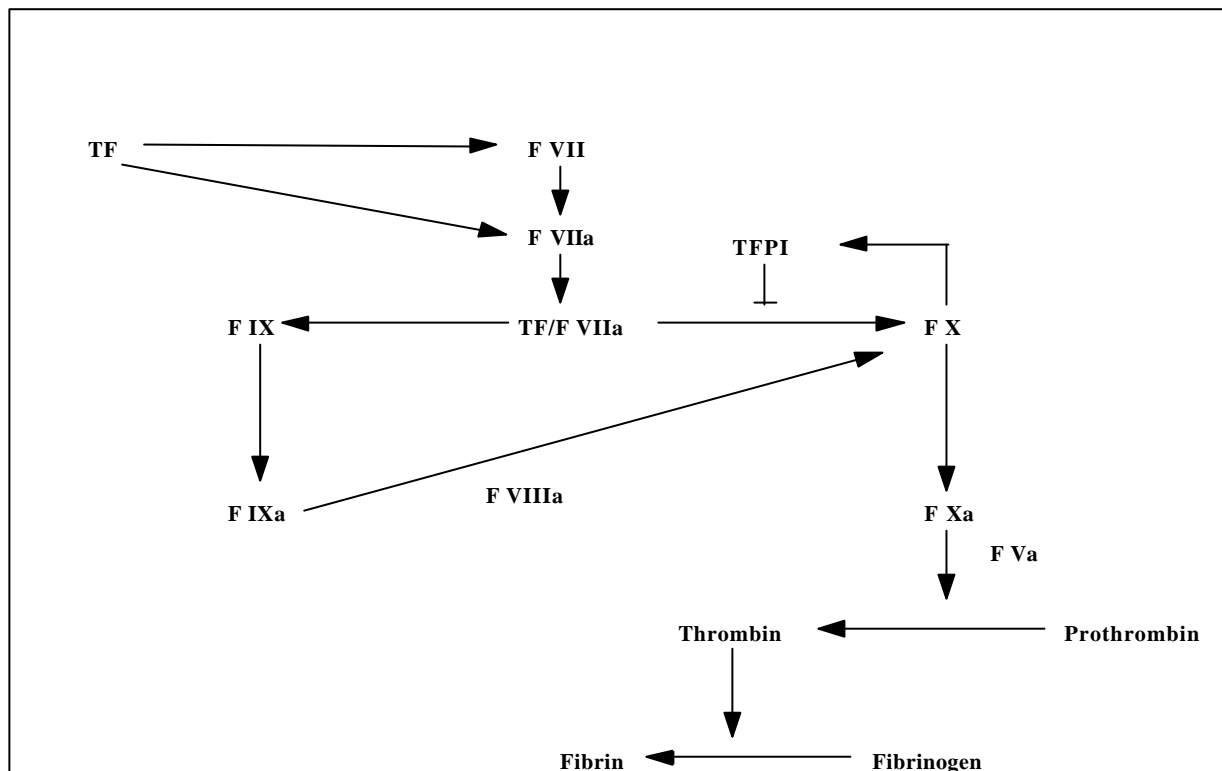 TF
F VII
F VIIa
TFPI
F IX
TF/F VIIa
F X
F VIIIa
F IXa
F Xa
F Va
Thrombin
Prothrombin
Fibrin
Fibrinogen